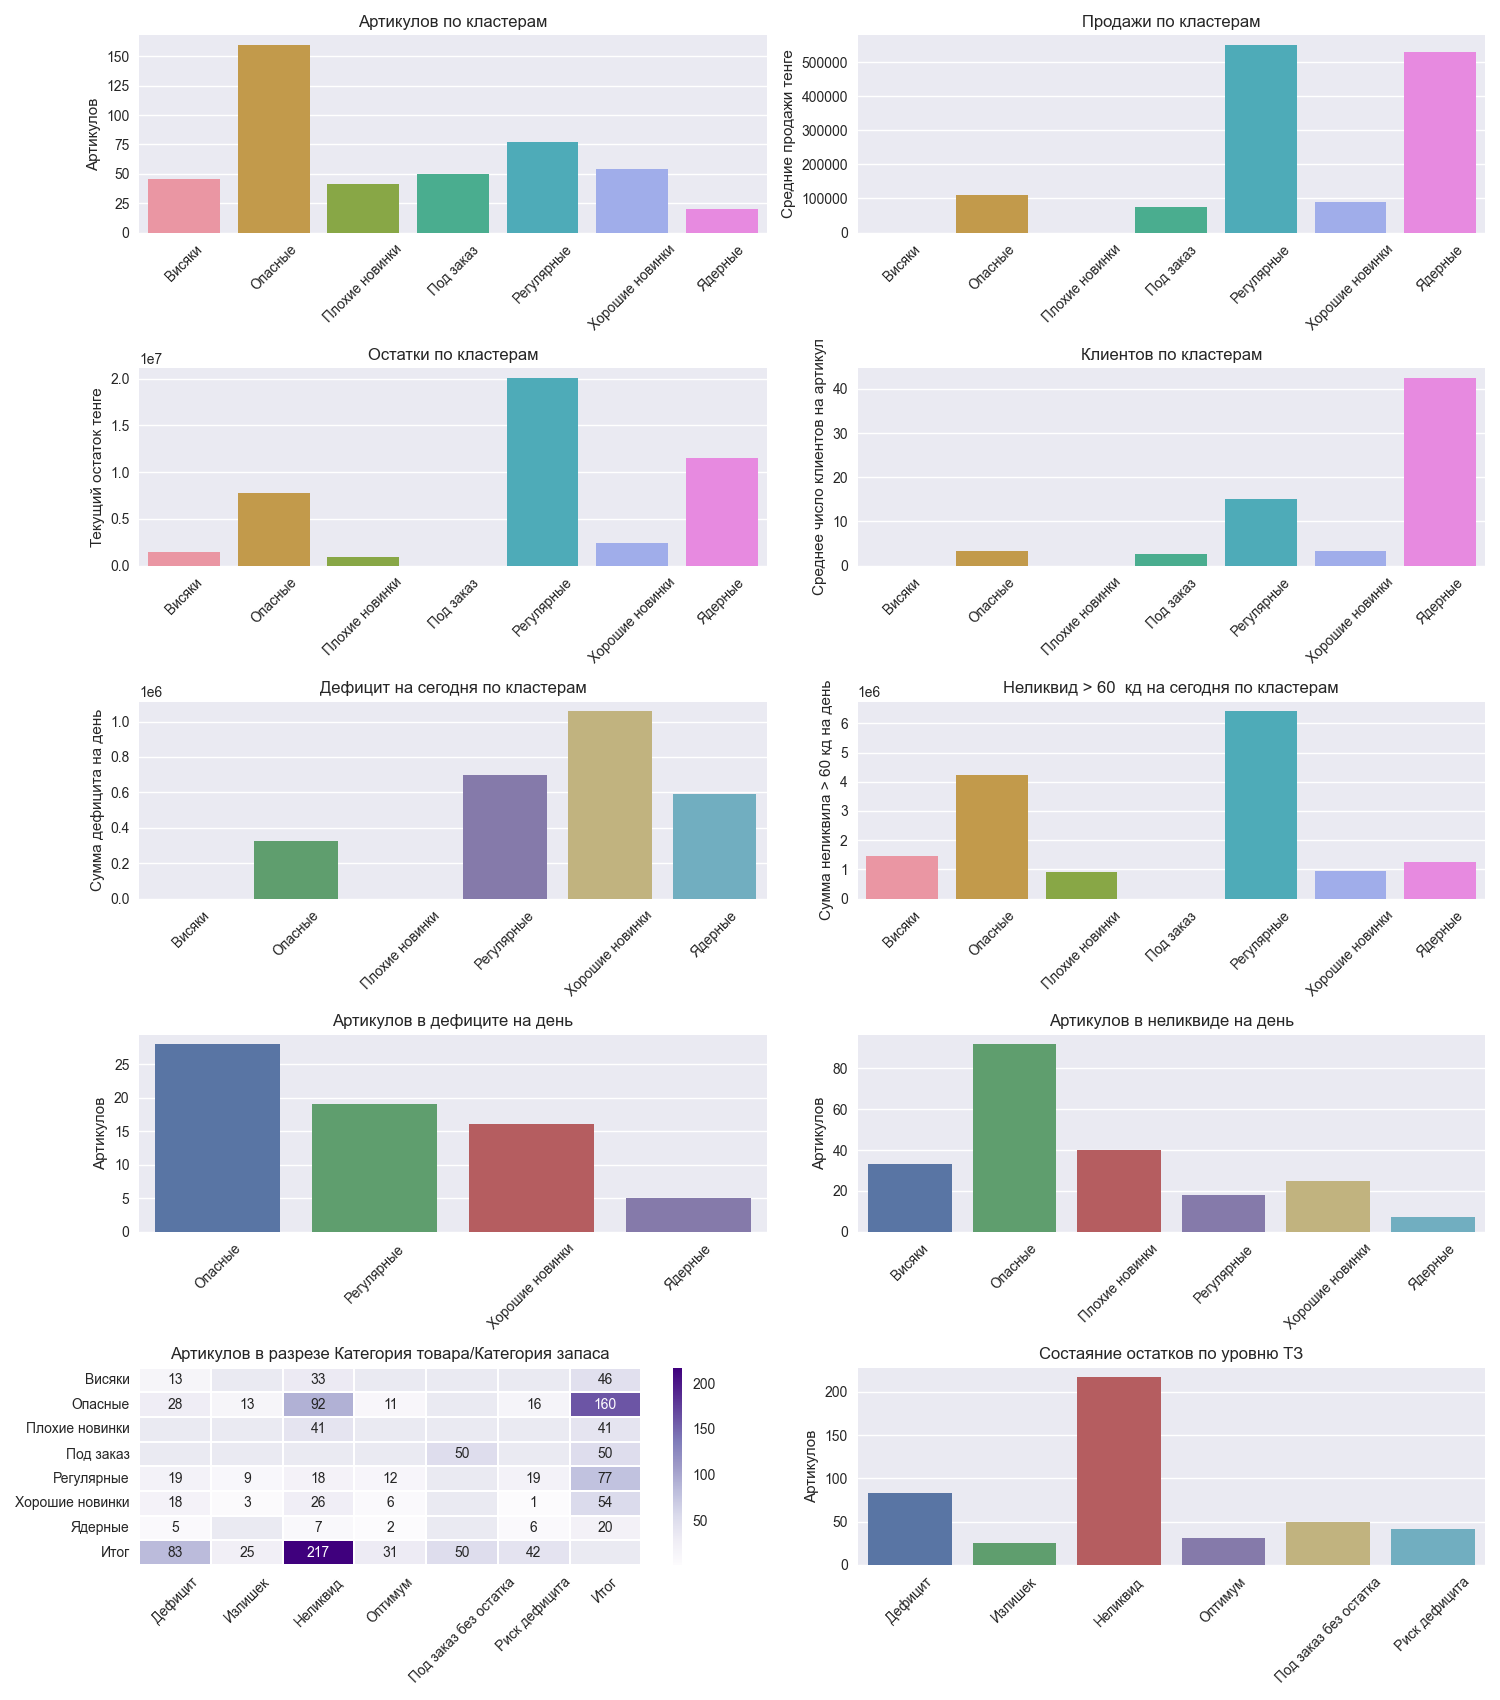 Артикулов по кластерам
Артикулов
150
125
100
75
50
25
0
Висяки
Опасные
Плохие новинки
Под заказ
Регулярные
Хорошие новинки
Ядерные
Продажи по кластерам
Средние продажи тенге
500000
400000
300000
200000
100000
0
Висяки
Опасные
Плохие новинки
Под заказ
Регулярные
Хорошие новинки
Ядерные
Остатки по кластерам
1e7
Текущий остаток тенге
2.0
1.5
1.0
0.5
0.0
Висяки
Опасные
Плохие новинки
Под заказ
Регулярные
Хорошие новинки
Ядерные
Клиентов по кластерам
Среднее число клиентов на артикул
40
30
20
10
0
Висяки
Опасные
Плохие новинки
Под заказ
Регулярные
Хорошие новинки
Ядерные
Дефицит на сегодня по кластерам
1e6
Сумма дефицита на день
1.0
0.8
0.6
0.4
0.2
0.0
Висяки
Опасные
Плохие новинки
Регулярные
Хорошие новинки
Ядерные
Неликвид > 60  кд на сегодня по кластерам
1e6
Сумма неликвила > 60 кд на день
6
5
4
3
2
1
0
Висяки
Опасные
Плохие новинки
Под заказ
Регулярные
Хорошие новинки
Ядерные
Артикулов в дефиците на день
Артикулов
25
20
15
10
5
0
Опасные
Регулярные
Хорошие новинки
Ядерные
Артикулов в неликвиде на день
Артикулов
80
60
40
20
0
Висяки
Опасные
Плохие новинки
Регулярные
Хорошие новинки
Ядерные
Артикулов в разрезе Категория товара/Категория запаса
Висяки 13 33 46
Опасные 28 13 92 11 16 160
Плохие новинки 41 41
Под заказ 50 50
Регулярные 19 9 18 12 19 77
Хорошие новинки 18 3 26 6 1 54
Ядерные 5 7 2 6 20
Итог 83 25 217 31 50 42
Дефицит
Излишек
Неликвид
Оптимум
Под заказ без остатка
Риск дефицита
Итог
200
150
100
50
Состаяние остатков по уровню ТЗ
Артикулов
200
150
100
50
0
Дефицит
Излишек
Неликвид
Оптимум
Под заказ без остатка
Риск дефицита